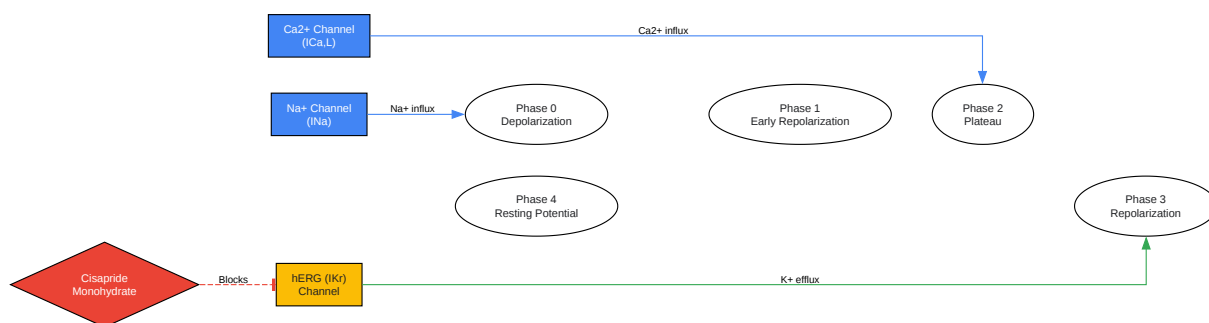 Ca2+ Channel
(ICa,L)
Ca2+ influx
Na+ Channel
(INa)
Na+ influx
Phase 0
Depolarization
Phase 1
Early Repolarization
Phase 2
Plateau
Phase 4
Resting Potential
Phase 3
Repolarization
Cisapride
Monohydrate
Blocks
hERG (IKr)
Channel
K+ efflux